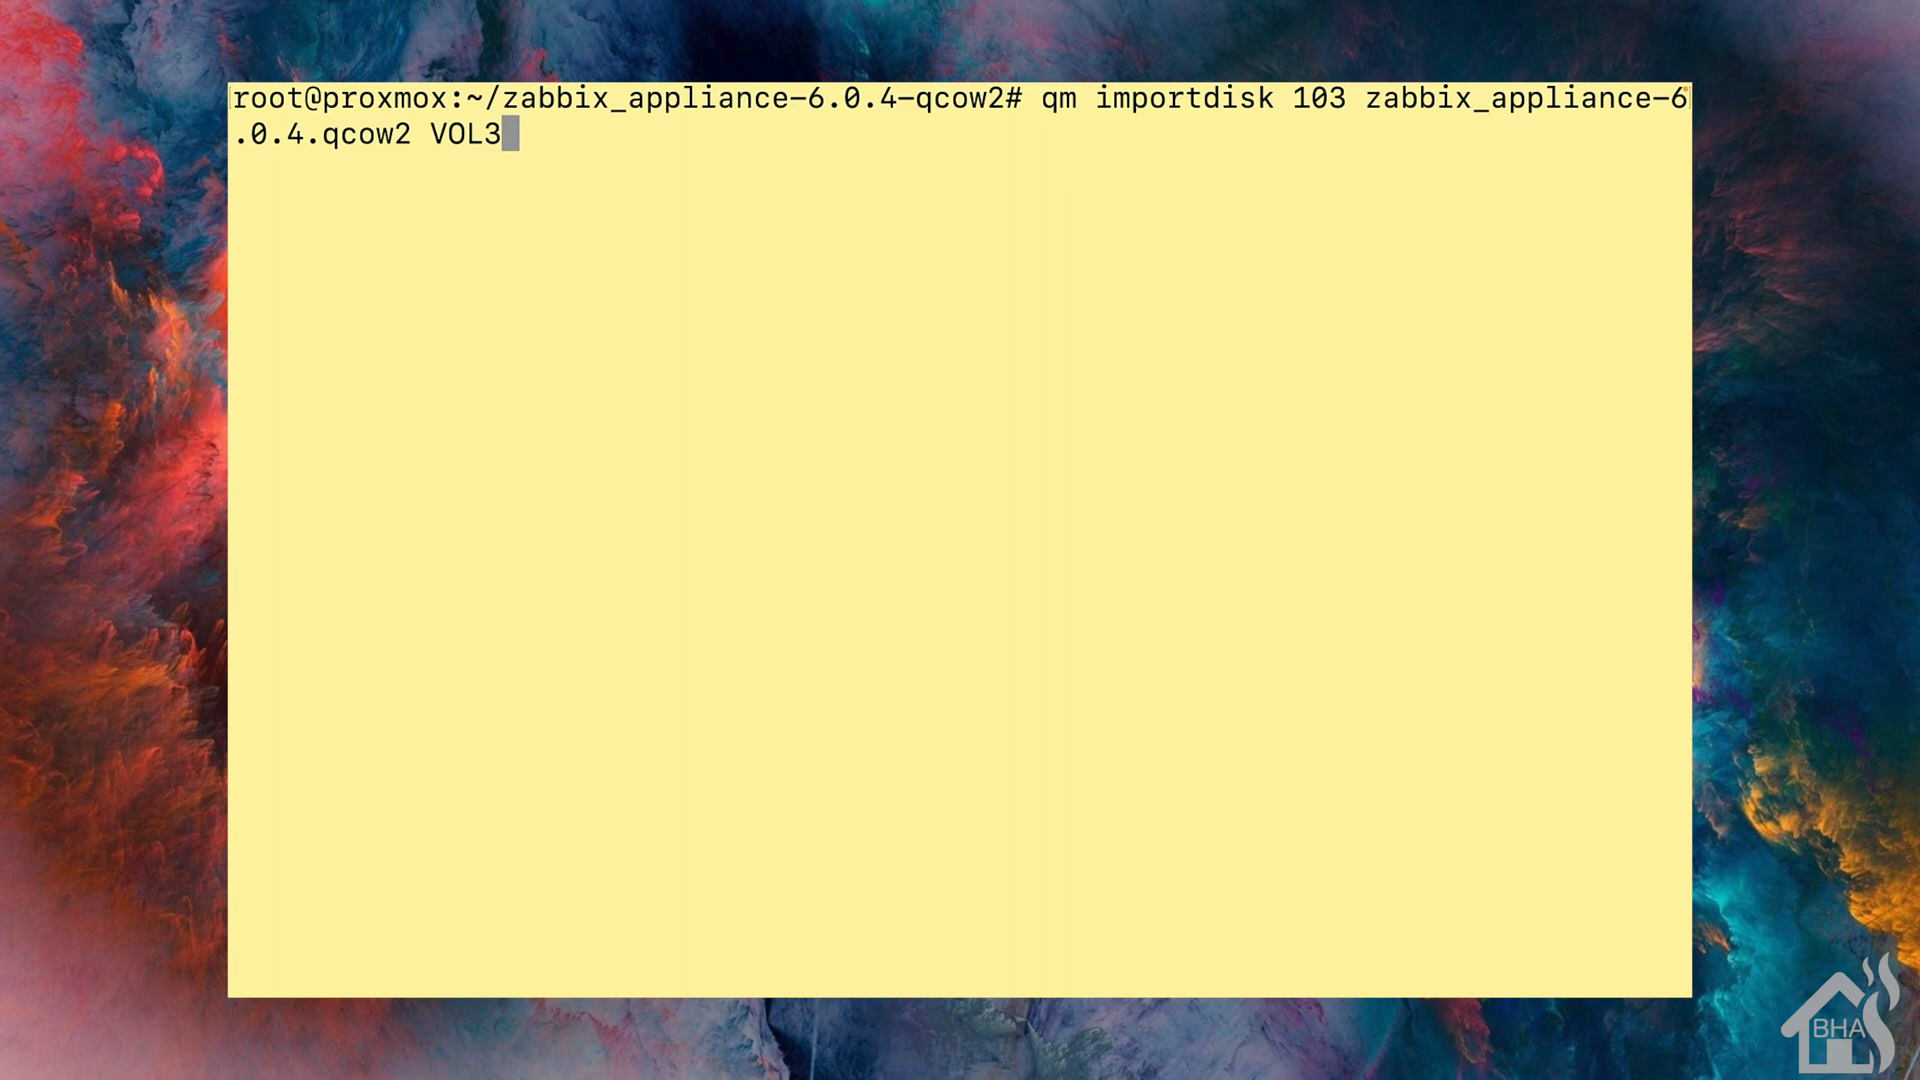 root@proxmox:~/zabbix_appliance-6.0.4-qcow2# qm importdisk 103 zabbix_appliance-6
.0.4.qcow2 VOL3
BHA